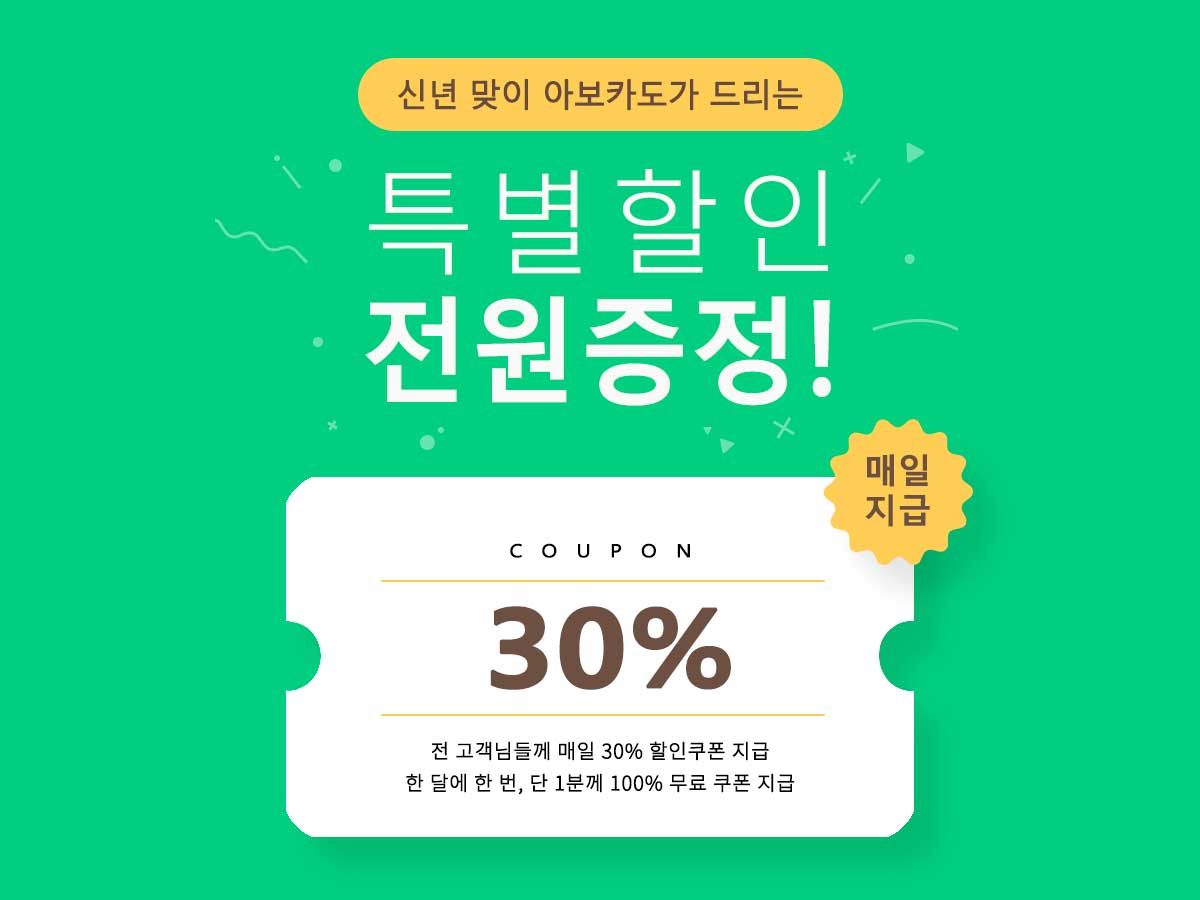 신년 맞이 아보카도가 드리는
특별할인
전원증정!
매일
지급
COUPON
30%
전 고객님들께 매일 30% 할인쿠폰 지급
한 달에 한 번, 단 1분께 100% 무료 쿠폰 지급